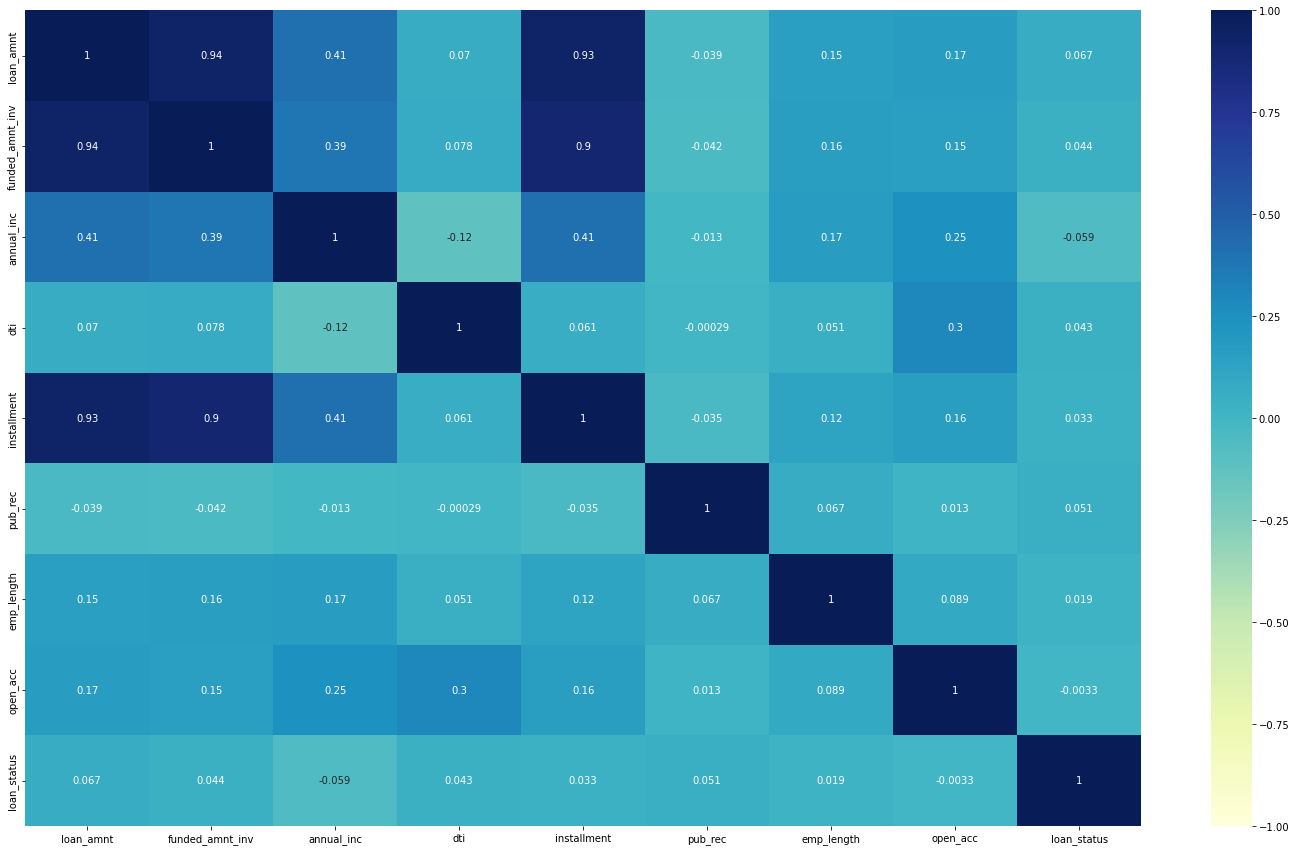 loan_amnt 1 0.94 0.41 0.07 0.93 -0.039 0.15 0.17 0.067
funded_amnt_inv 0.94 1 0.39 0.078 0.9 -0.042 0.16 0.15 0.044
annual_inc 0.41 0.39 1 -0.12 0.41 -0.013 0.17 0.25 -0.059
dti 0.07 0.078 -0.12 1 0.061 -0.00029 0.051 0.3 0.043
installment 0.93 0.9 0.41 0.061 1 -0.035 0.12 0.16 0.033
pub_rec -0.039 -0.042 -0.013 -0.00029 -0.035 1 0.067 0.013 0.051
emp_length 0.15 0.16 0.17 0.051 0.12 0.067 1 0.089 0.019
open_acc 0.17 0.15 0.25 0.3 0.16 0.013 0.089 1 -0.0033
loan_status 0.067 0.044 -0.059 0.043 0.033 0.051 0.019 -0.0033 1
loan_amnt funded_amnt_inv annual_inc dti installment pub_rec emp_length open_acc loan_status
1.00
0.75
0.50
0.25
0.00
−0.25
−0.50
−0.75
−1.00